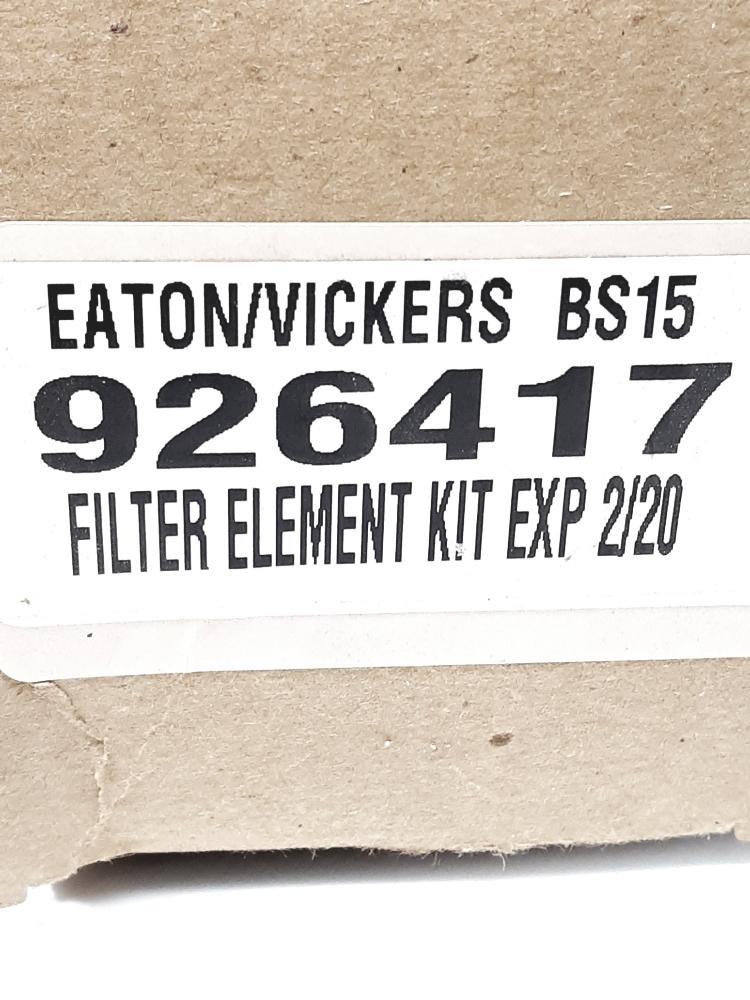 EATON/VICKERS BS15
926417
FILTER ELEMENT KIT EXP 2/20